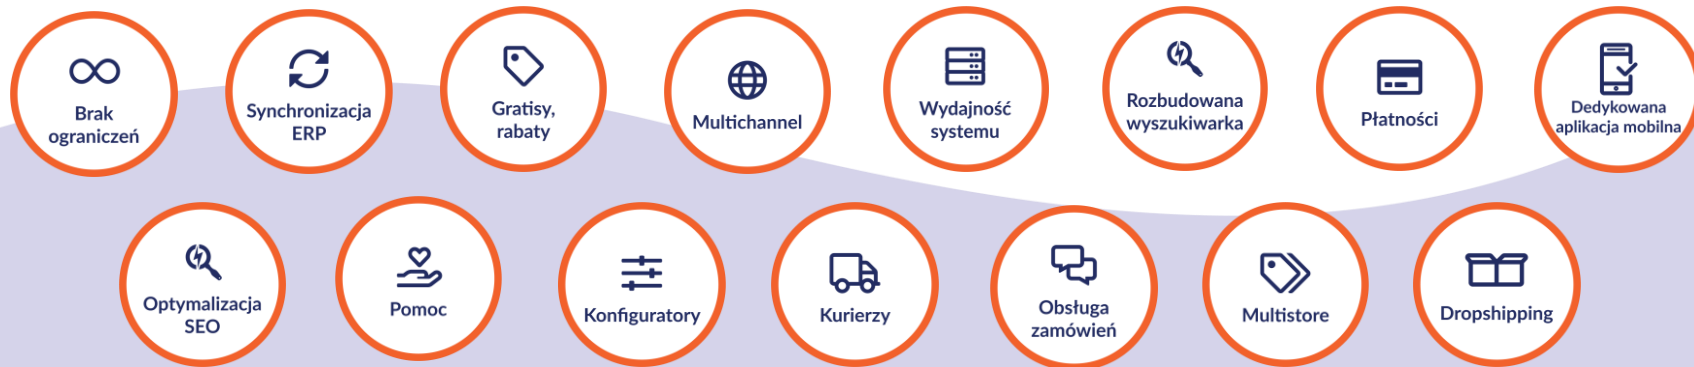 Brak
ograniczeń
Synchronizacja
ERP
Gratisy,
rabaty
Multichannel
Wydajność
systemu
Rozbudowana
wyszukiwarka
Płatności
Dedykowana
aplikacja mobilna
Optymalizacja
SEO
Pomoc
Konfiguratory
Kurierzy
Obsługa
zamówień
Multistore
Dropshipping